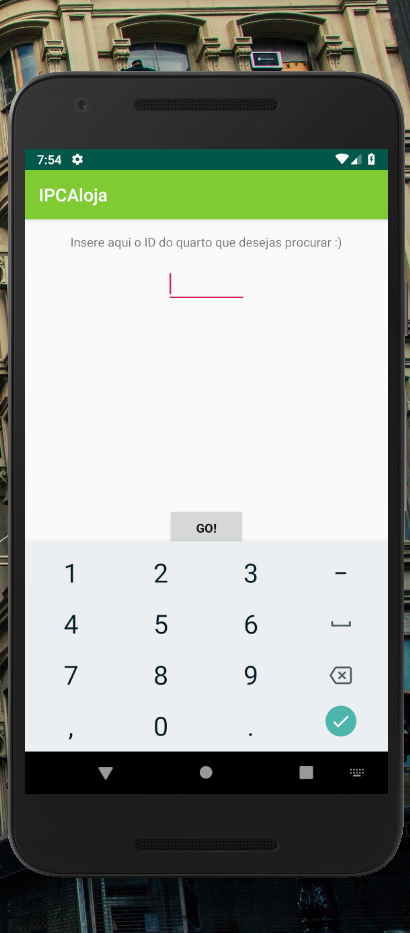 7:54
IPCAloja
Insere aqui o ID do quarto que desejas procurar :)
GO!
1 2 3 -
4 5 6
7 8 9
, 0 .